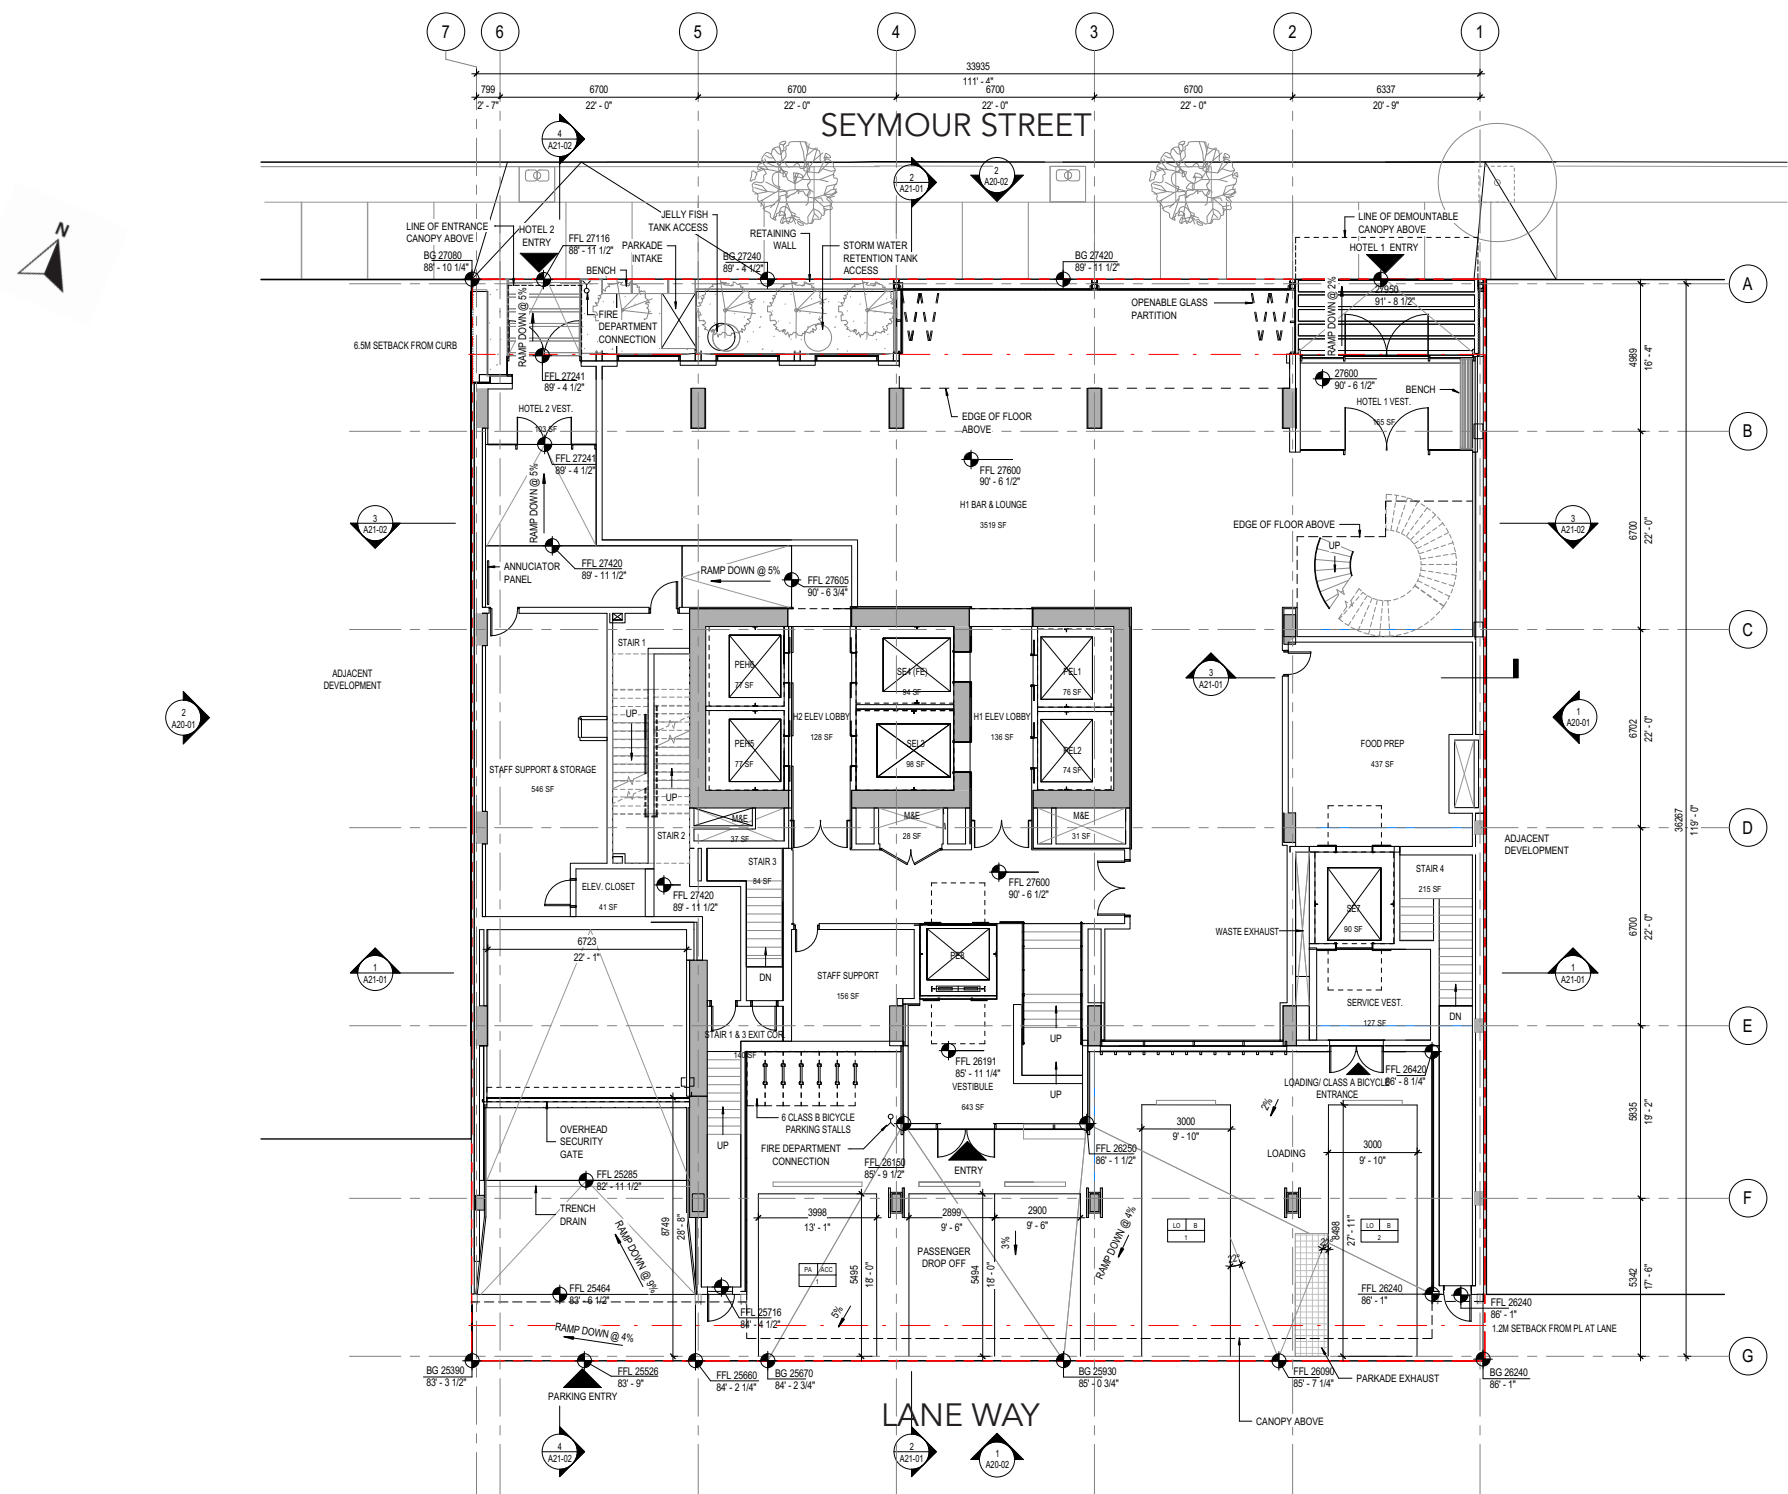 7 6 5 4 3 2 1
33935
111' - 4"
799 6700 6700 6700 6700 6337
2' - 7" 22' - 0" 22' - 0" 22' - 0" 22' - 0" 20' - 9"
SEYMOUR STREET
4
A21-02
2
A21-01
2
A20-02
N
LINE OF ENTRANCE
CANOPY ABOVE
HOTEL 2
ENTRY
FFL 27116
88' - 11 1/2"
JELLY FISH
TANK ACCESS
PARKADE
INTAKE
RETAINING
WALL
STORM WATER
RETENTION TANK
ACCESS
LINE OF DEMOUNTABLE
CANOPY ABOVE
HOTEL 1 ENTRY
BG 27080
88' - 10 1/4"
BENCH
BG 27240
89' - 4 1/2"
BG 27420
89' - 11 1/2"
A
27950
91' - 8 1/2"
RAMP DOWN @ 5%
FIRE
DEPARTMENT
CONNECTION
OPENABLE GLASS
PARTITION
RAMP DOWN @ 2%
6.5M SETBACK FROM CURB
FFL 27241
89' - 4 1/2"
27600
90' - 6 1/2"
BENCH
4989
16' - 4"
HOTEL 2 VEST.
103 SF
EDGE OF FLOOR
ABOVE
HOTEL 1 VEST.
165 SF
B
FFL 27241
89' - 4 1/2"
RAMP DOWN @ 5%
FFL 27600
90' - 6 1/2"
H1 BAR & LOUNGE
3519 SF
3
A21-02
EDGE OF FLOOR ABOVE
UP
3
A21-02
6700
22' - 0"
FFL 27420
89' - 11 1/2"
ANNUCIATOR
PANEL
RAMP DOWN @ 5%
FFL 27605
90' - 6 3/4"
C
STAIR 1
ADJACENT
DEVELOPMENT
PEH6
77 SF
SE4 (FE)
94 SF
PEL1
76 SF
3
A21-01
2
A20-01
UP
H2 ELEV LOBBY
128 SF
H1 ELEV LOBBY
136 SF
1
A20-01
6702
22' - 0"
PEH5
77 SF
SEL3
98 SF
PEL2
74 SF
FOOD PREP
437 SF
STAFF SUPPORT & STORAGE
546 SF
UP
36267
119' - 0"
M&E
37 SF
M&E
28 SF
M&E
31 SF
STAIR 2
D
ADJACENT
DEVELOPMENT
STAIR 3
84 SF
STAIR 4
215 SF
ELEV. CLOSET
41 SF
FFL 27420
89' - 11 1/2"
FFL 27600
90' - 6 1/2"
SE7
90 SF
WASTE EXHAUST
6700
22' - 0"
6723
22' - 1"
1
A21-01
STAFF SUPPORT
156 SF
DN
1
A21-01
SERVICE VEST.
127 SF
DN
E
STAIR 1 & 3 EXIT COR.
140 SF
UP
FFL 26191
85' - 11 1/4"
VESTIBULE
643 SF
UP
FFL 26420
86' - 8 1/4"
LOADING/ CLASS A BICYCLE
ENTRANCE
2%
5835
19' - 2"
6 CLASS B BICYCLE
PARKING STALLS
OVERHEAD
SECURITY
GATE
UP
FIRE DEPARTMENT
CONNECTION
FFL 26150
85' - 9 1/2"
ENTRY
FFL 26250
86' - 1 1/2"
3000
9' - 10"
3000
9' - 10"
LOADING
FFL 25285
82' - 11 1/2"
TRENCH
DRAIN
F
3998
13' - 1"
2899
9' - 6"
2900
9' - 6"
8749
28' - 8"
RAMP DOWN @ 9%
PASSENGER
DROP OFF
3%
RAMP DOWN @ 4%
LO B
1
LO B
2
8498
27' - 11"
22°
22°
PA ACC
1
5495
18' - 0"
5494
18' - 0"
5%
5342
17' - 6"
FFL 25464
83' - 6 1/2"
FFL 25716
84' - 4 1/2"
FFL 26240
86' - 1"
FFL 26240
86' - 1"
RAMP DOWN @ 4%
1.2M SETBACK FROM PL AT LANE
G
BG 25390
83' - 3 1/2"
FFL 25526
83' - 9"
FFL 25660
84' - 2 1/4"
BG 25670
84' - 2 3/4"
BG 25930
85' - 0 3/4"
FFL 26090
85' - 7 1/4"
PARKADE EXHAUST
BG 26240
86' - 1"
PARKING ENTRY
LANE WAY
CANOPY ABOVE
4
A21-02
2
A21-01
1
A20-02